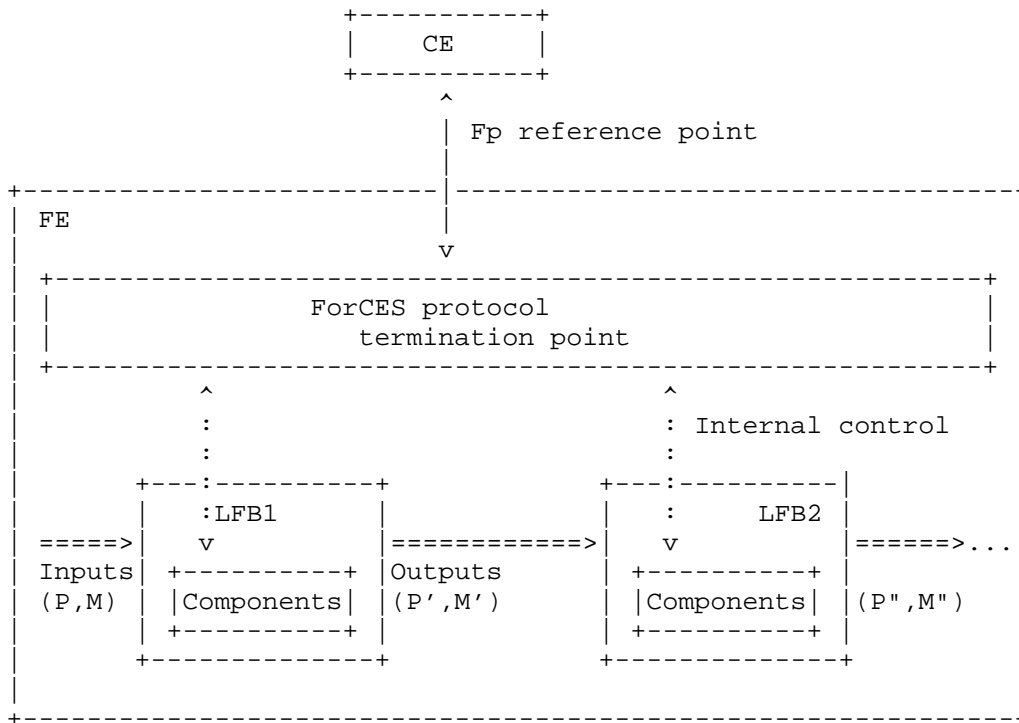 CE
Fp reference point
FE
ForCES protocol
termination point
Internal control
LFB1 LFB2
Inputs Outputs
(P,M) Components (P',M') Components (P",M")